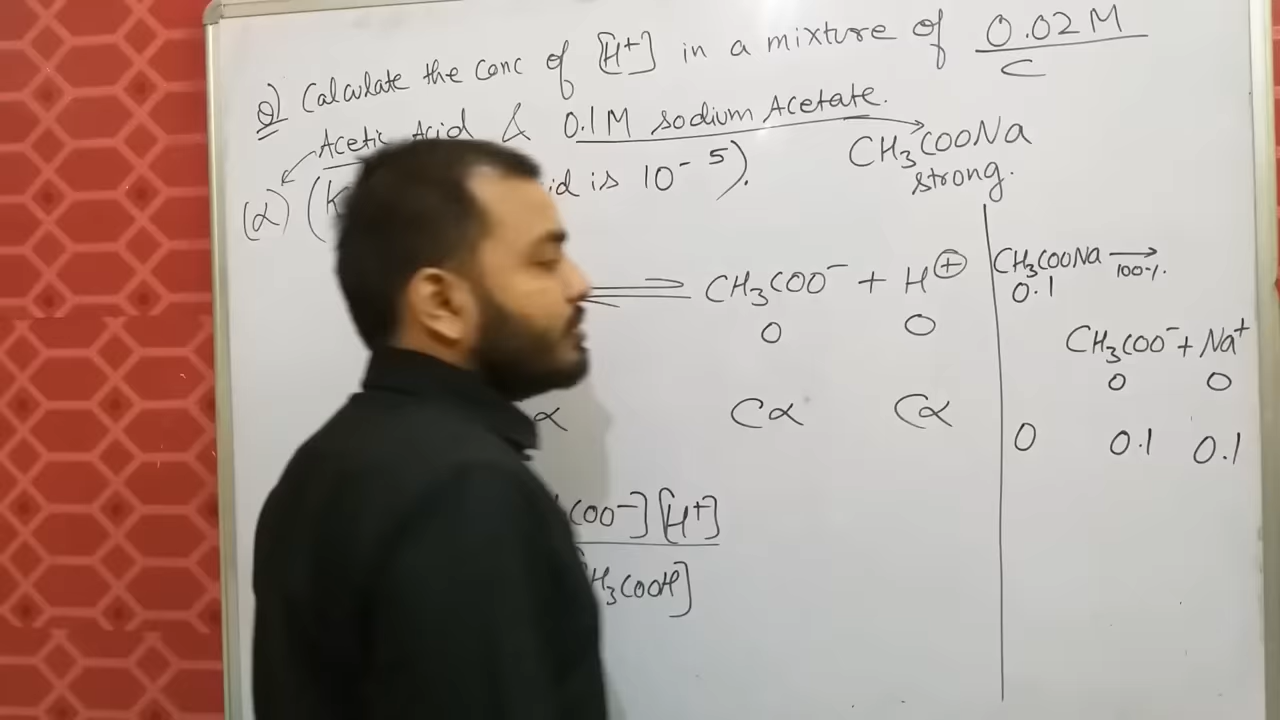 Q) Calculate the conc of [H+] in a mixture of 0.02 M
C
Acetic Acid & 0.1 M sodium Acetate.
CH₃COONa
strong.
(α) (K id is 10⁻⁵).
⇌ CH₃COO⁻ + H⊕
0 0
α Cα Cα
COO⁻][H+]
H₃COOH]
CH₃COONa →
100%.
0.1
CH₃COO⁻ + Na⁺
0 0
0 0.1 0.1